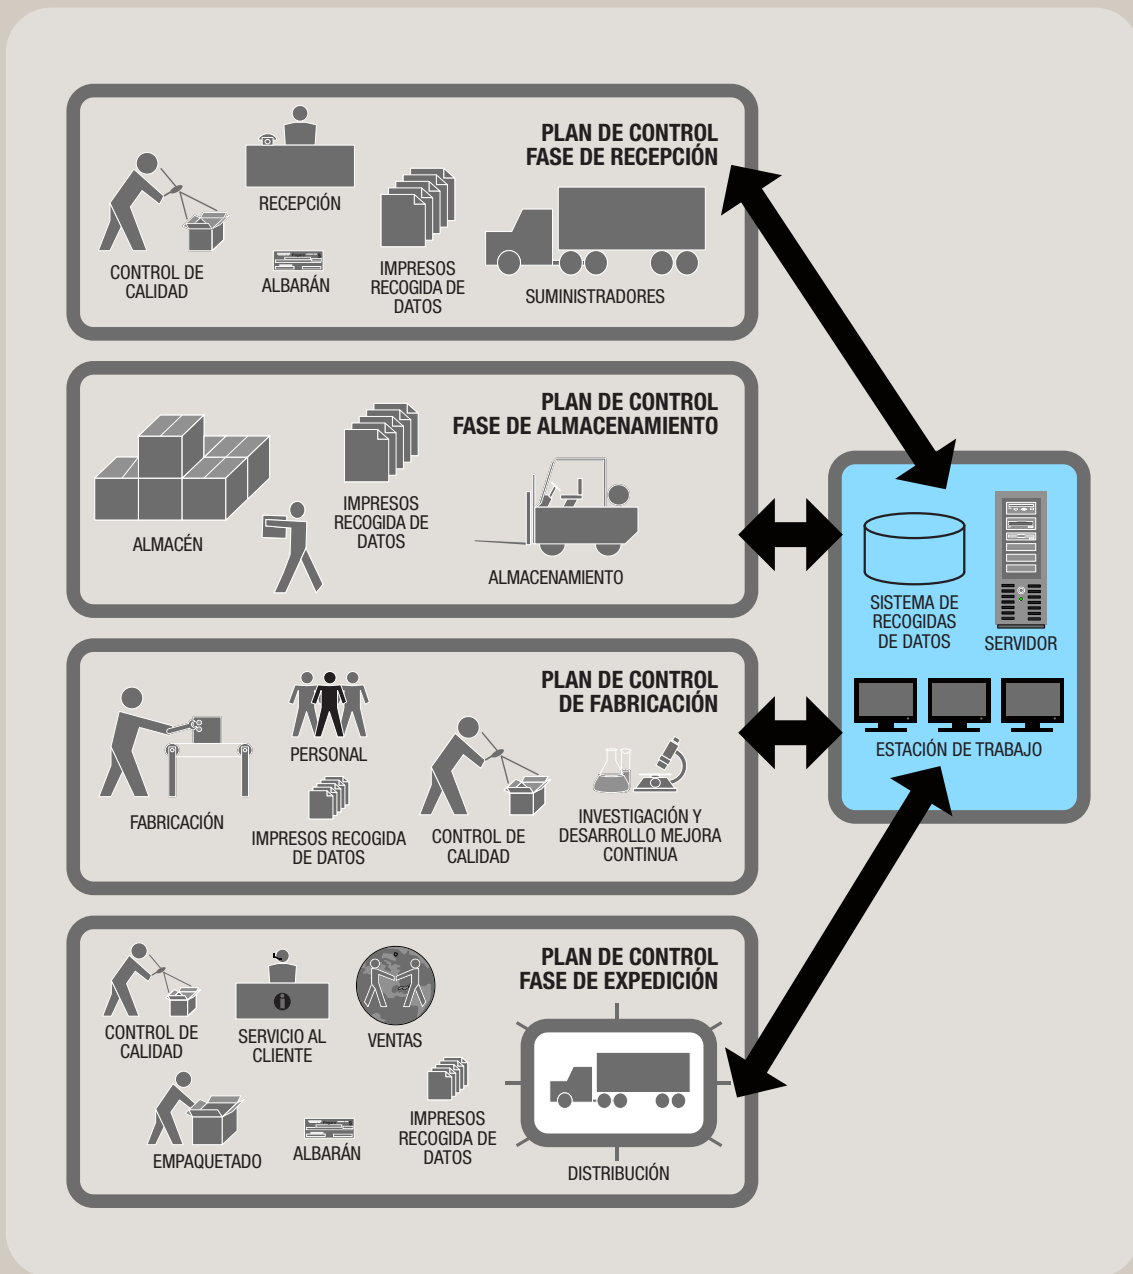 PLAN DE CONTROL
FASE DE RECEPCIÓN
RECEPCIÓN
CONTROL DE
CALIDAD
ALBARÁN
IMPRESOS
RECOGIDA DE
DATOS
SUMINISTRADORES
PLAN DE CONTROL
FASE DE ALMACENAMIENTO
ALMACÉN
IMPRESOS
RECOGIDA DE
DATOS
ALMACENAMIENTO
SISTEMA DE
RECOGIDAS
DE DATOS
SERVIDOR
ESTACIÓN DE TRABAJO
PLAN DE CONTROL
DE FABRICACIÓN
FABRICACIÓN
PERSONAL
IMPRESOS RECOGIDA
DE DATOS
CONTROL DE
CALIDAD
INVESTIGACIÓN Y
DESARROLLO MEJORA
CONTINUA
PLAN DE CONTROL
FASE DE EXPEDICIÓN
CONTROL DE
CALIDAD
SERVICIO AL
CLIENTE
VENTAS
EMPAQUETADO
ALBARÁN
IMPRESOS
RECOGIDA DE
DATOS
DISTRIBUCIÓN